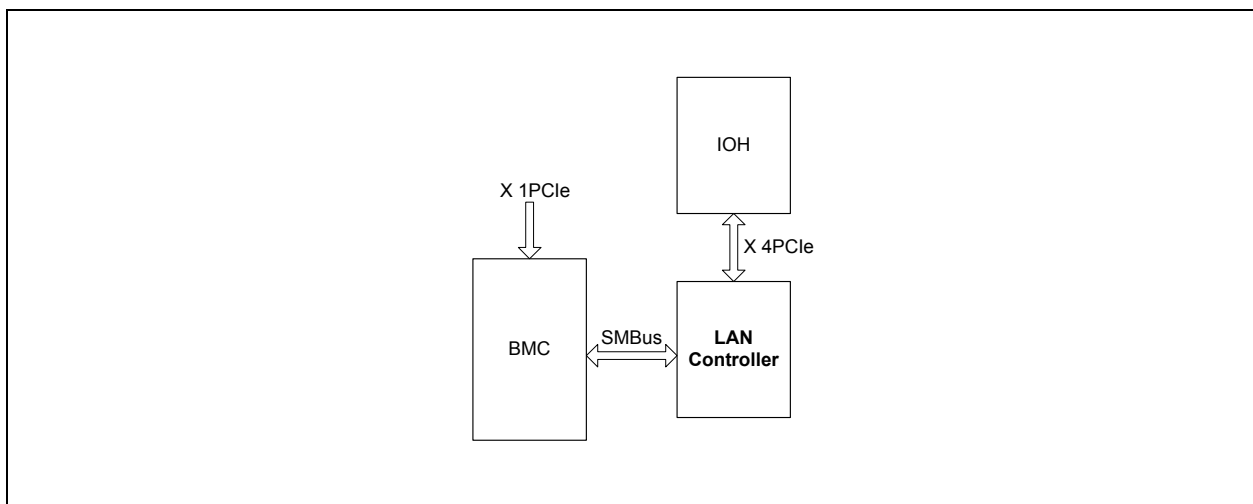 IOH
X 1PCIe
X 4PCIe
BMC
SMBus
LAN
Controller